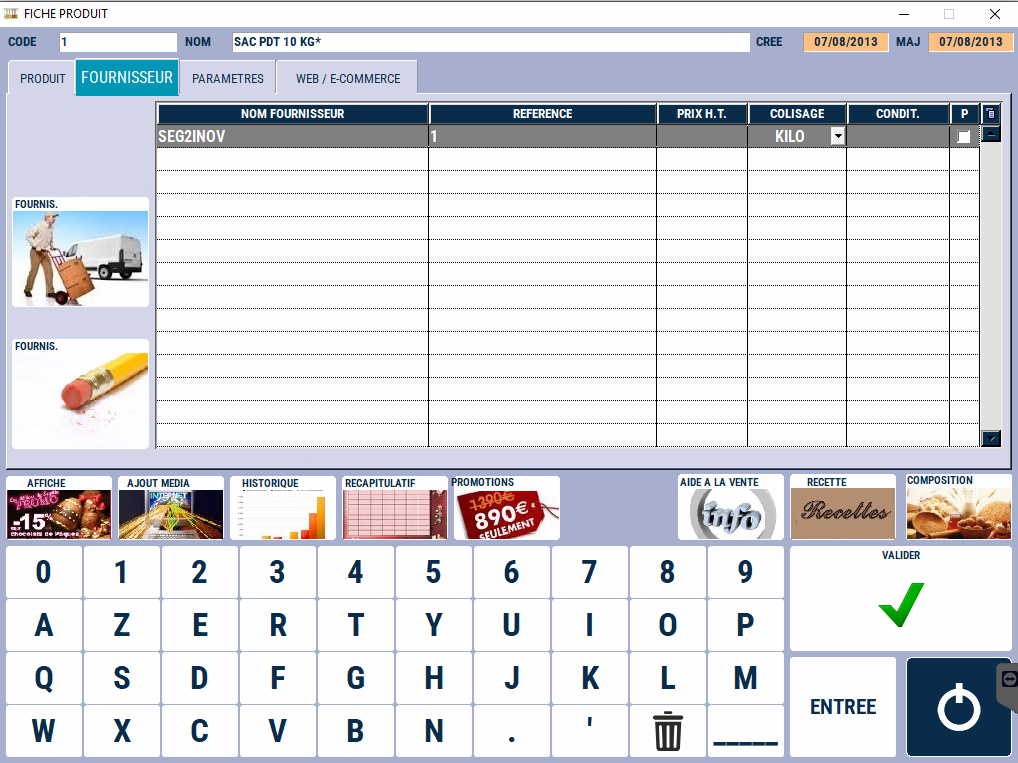 FICHE PRODUIT
CODE 1 NOM SAC PDT 10 KG* CREE 07/08/2013 MAJ 07/08/2013
PRODUIT FOURNISSEUR PARAMETRES WEB / E-COMMERCE
NOM FOURNISSEUR REFERENCE PRIX H.T. COLISAGE CONDIT. P
SEG2INOV 1 KILO
FOURNIS.
FOURNIS.
AFFICHE AJOUT MEDIA HISTORIQUE RECAPITULATIF PROMOTIONS AIDE A LA VENTE RECETTE COMPOSITION
PROMO
-15%
chocolats de Pâques
INTERNET
1390€
890€*
SEULEMENT
info
Recettes
0 1 2 3 4 5 6 7 8 9
VALIDER
A Z E R T Y U I O P
Q S D F G H J K L M
W X C V B N . ' _____
ENTREE